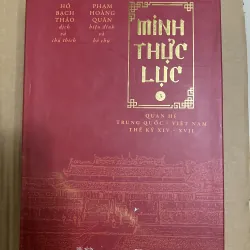 HỒ
BẠCH
THẢO
dịch
và
chú thích
PHẠM
HOÀNG
QUÂN
hiệu đính
và
bổ chú
MINH
THỰC
LỤC
3
QUAN HỆ
TRUNG QUỐC - VIỆT NAM
THẾ KỶ XIV - XVII